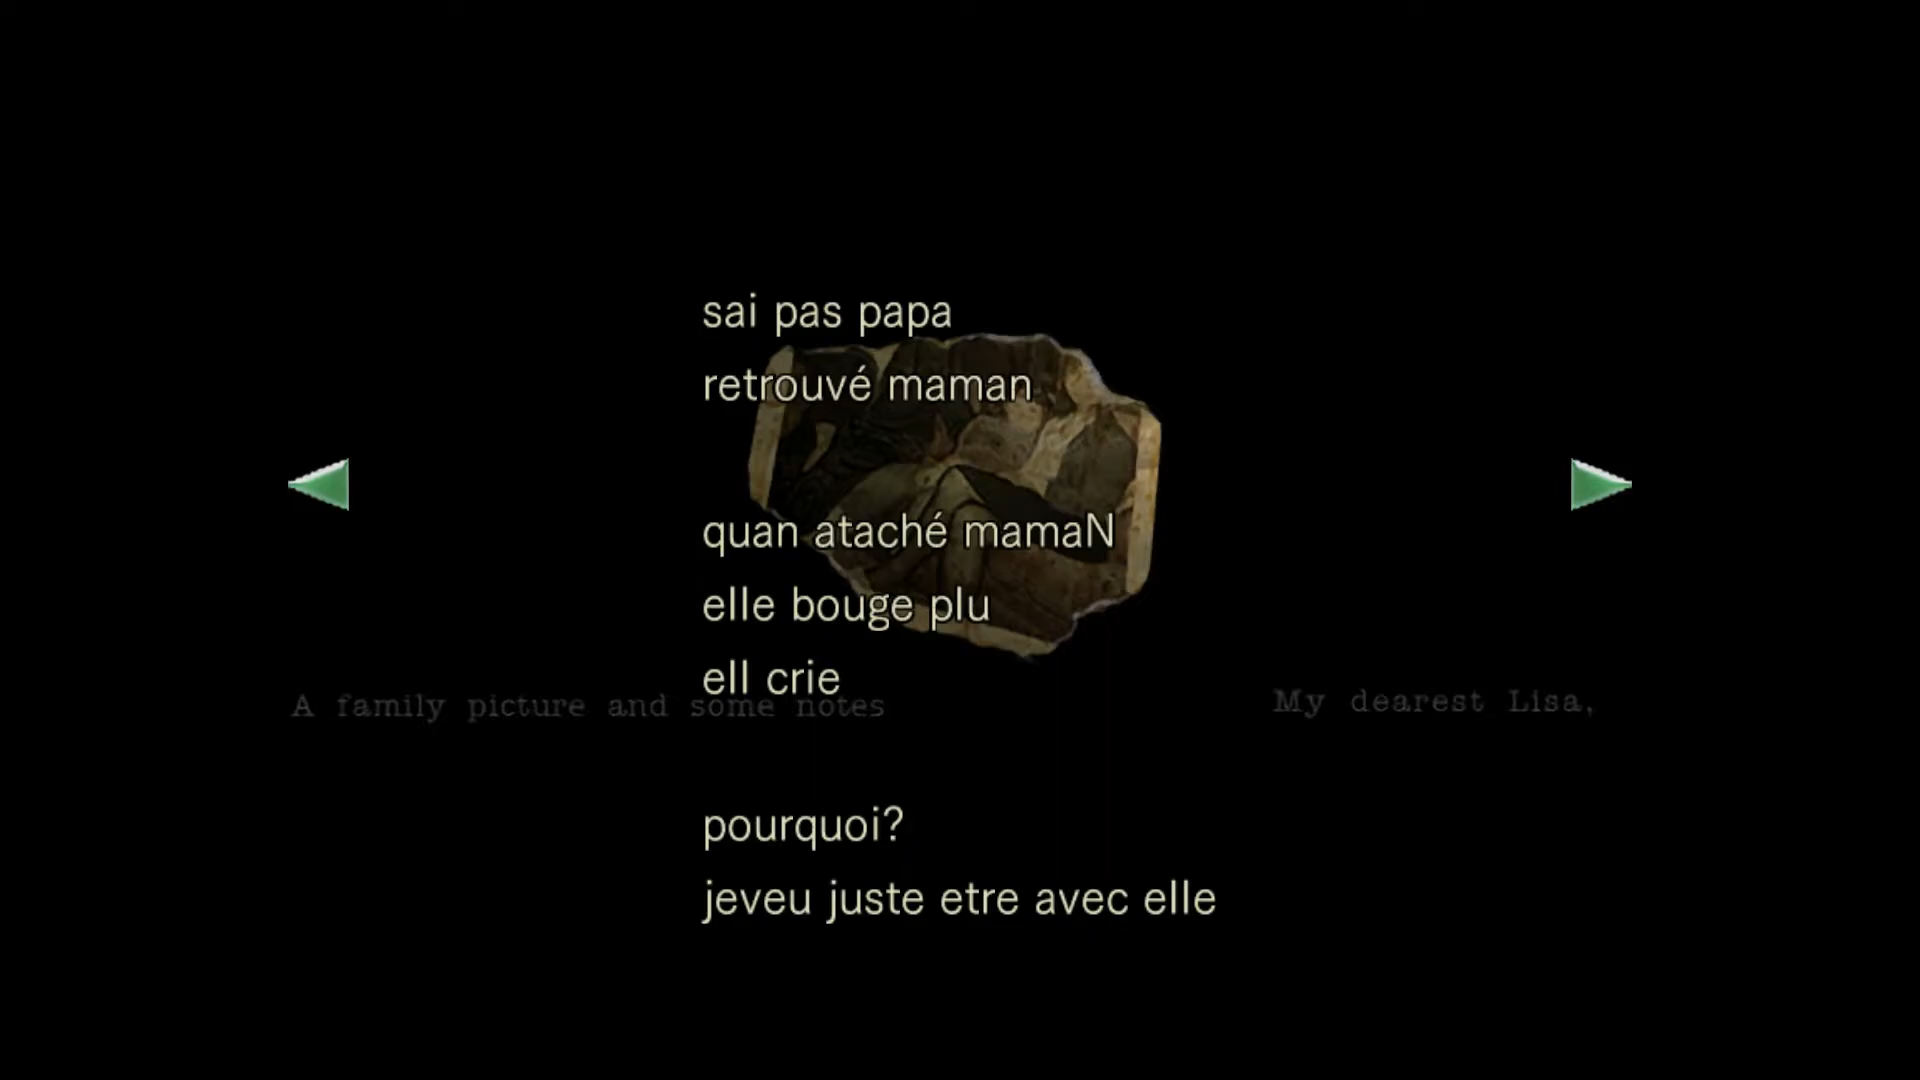 sai pas papa
retrouvé maman
quan ataché mamaN
elle bouge plu
ell crie
A family picture and some notes
My dearest Lisa,
pourquoi?
jeveu juste etre avec elle